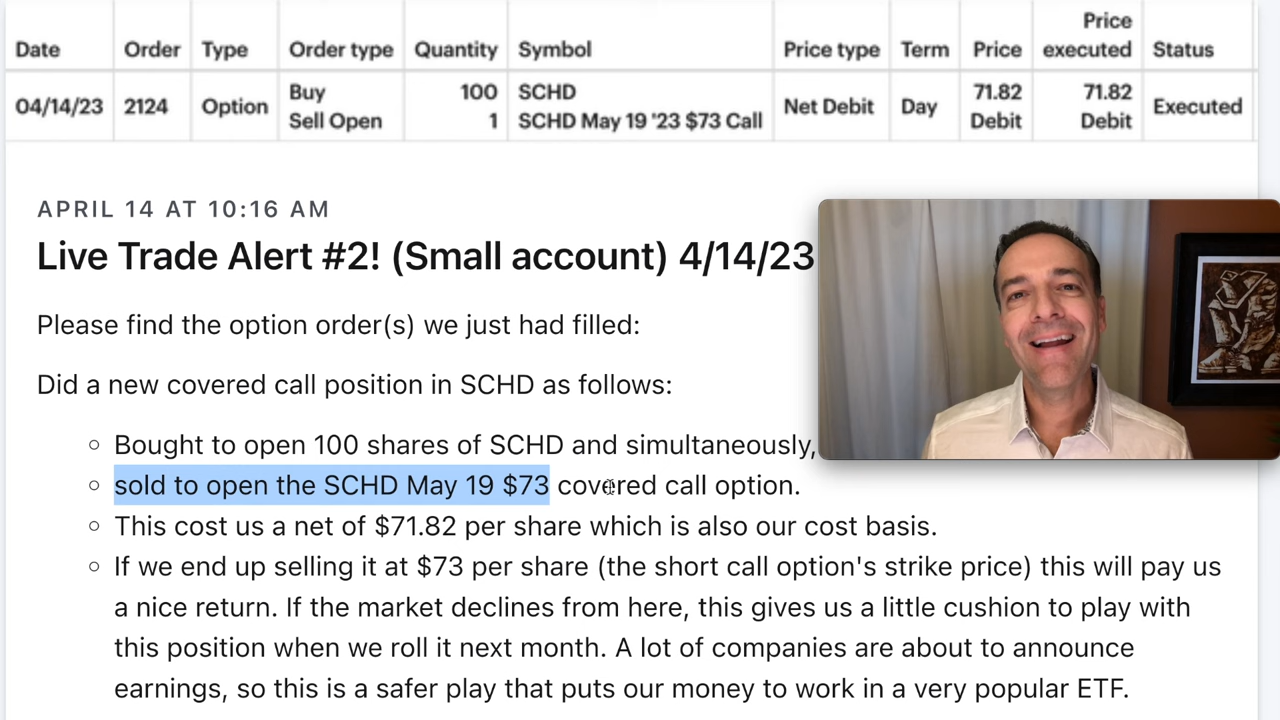 Date Order Type Order type Quantity Symbol Price type Term Price Price executed Status
04/14/23 2124 Option Buy 100 SCHD Net Debit Day 71.82 71.82 Executed
Sell Open 1 SCHD May 19 '23 $73 Call Debit Debit
APRIL 14 AT 10:16 AM
Live Trade Alert #2! (Small account) 4/14/23
Please find the option order(s) we just had filled:
Did a new covered call position in SCHD as follows:
Bought to open 100 shares of SCHD and simultaneously,
sold to open the SCHD May 19 $73 covered call option.
This cost us a net of $71.82 per share which is also our cost basis.
If we end up selling it at $73 per share (the short call option's strike price) this will pay us
a nice return. If the market declines from here, this gives us a little cushion to play with
this position when we roll it next month. A lot of companies are about to announce
earnings, so this is a safer play that puts our money to work in a very popular ETF.